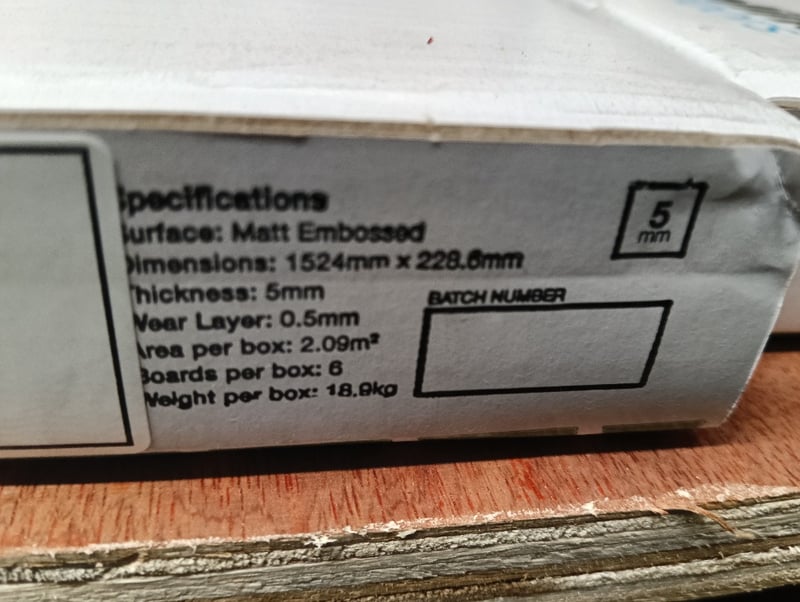 Specifications
Surface: Matt Embossed
Dimensions: 1524mm x 228.6mm
Thickness: 5mm
Wear Layer: 0.5mm
Area per box: 2.09m²
Boards per box: 6
Weight per box: 18.9kg
5
mm
BATCH NUMBER